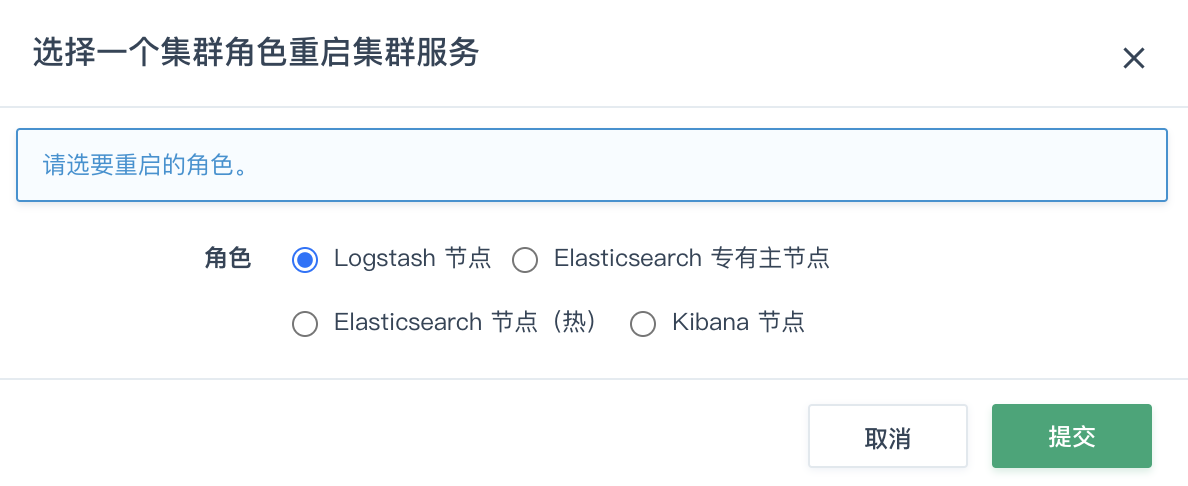 选择一个集群角色重启集群服务
请选要重启的角色。
角色 Logstash 节点 Elasticsearch 专有主节点
Elasticsearch 节点（热） Kibana 节点
取消 提交